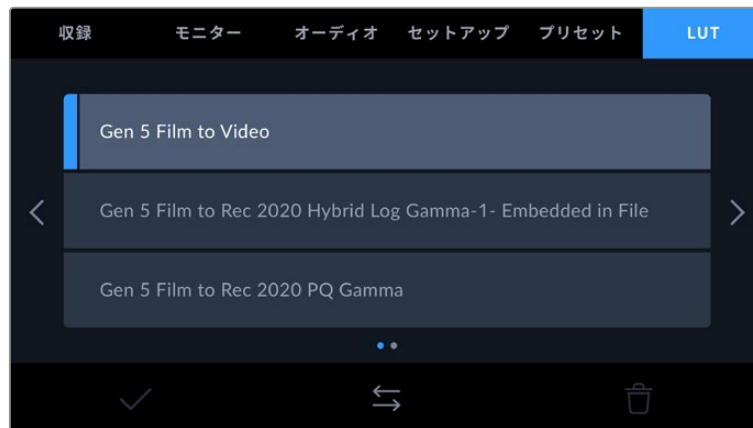 収録 モニター オーディオ セットアップ プリセット LUT
Gen 5 Film to Video
Gen 5 Film to Rec 2020 Hybrid Log Gamma-1- Embedded in File
Gen 5 Film to Rec 2020 PQ Gamma